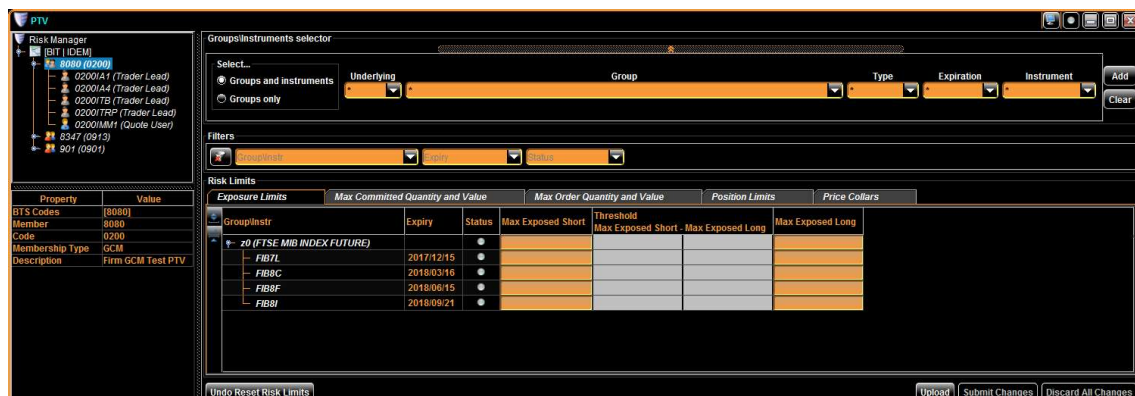 PTV
Risk Manager
[BIT | IDEM]
8080 (0200)
0200IA1 (Trader Lead)
0200IA4 (Trader Lead)
0200ITB (Trader Lead)
0200ITRP (Trader Lead)
0200IMM1 (Quote User)
8347 (0913)
901 (0901)
Property Value
BTS Codes [8080]
Member 8080
Code 0200
Membership Type GCM
Description Firm GCM Test PTV
Groups\Instruments selector
Select...
Groups and instruments
Groups only
Underlying Group Type Expiration Instrument
* * * * *
Add
Clear
Filters
Group\Instr Expiry Status
Risk Limits
Exposure Limits Max Committed Quantity and Value Max Order Quantity and Value Position Limits Price Collars
Group\Instr Expiry Status Max Exposed Short Threshold Max Exposed Long
Max Exposed Short - Max Exposed Long
z0 (FTSE MIB INDEX FUTURE)
FIB7L 2017/12/15
FIB8C 2018/03/16
FIB8F 2018/06/15
FIB8I 2018/09/21
Undo Reset Risk Limits Upload Submit Changes Discard All Changes